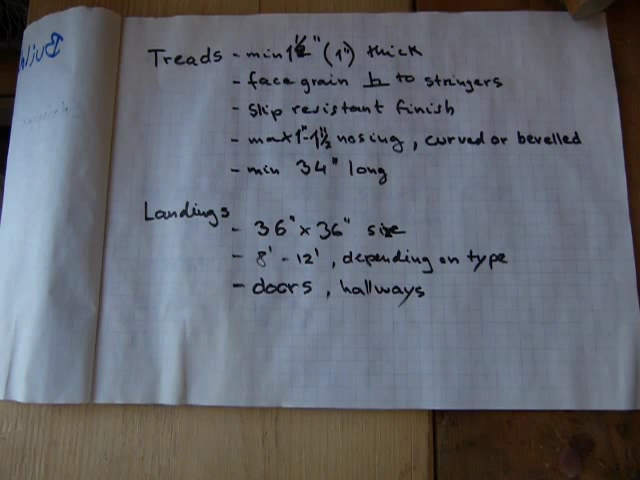 Treads - min 1½" (1") thick
- face grain ⊥ to stringers
- slip resistant finish
- max 1"-1½" nosing, curved or bevelled
- min 34" long
Landings
- 36" x 36" size
- 8' - 12', depending on type
- doors, hallways